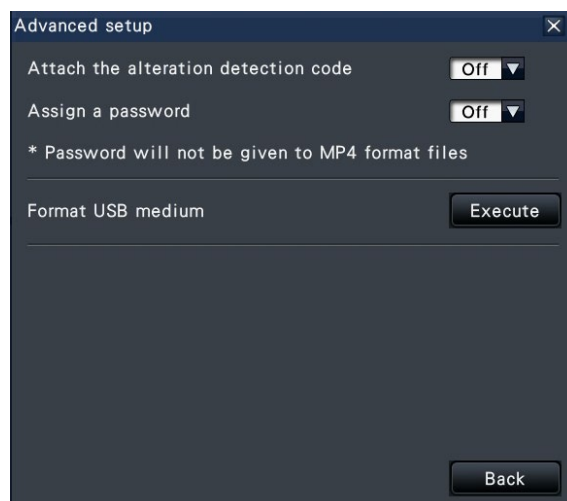 Advanced setup
Attach the alteration detection code Off
Assign a password Off
* Password will not be given to MP4 format files
Format USB medium Execute
Back